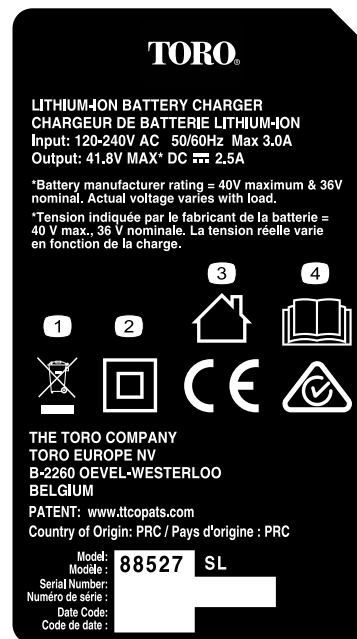 TORO®
LITHIUM-ION BATTERY CHARGER
CHARGEUR DE BATTERIE LITHIUM-ION
Input: 120-240V AC 50/60Hz Max 3.0A
Output: 41.8V MAX* DC ⎓ 2.5A
*Battery manufacturer rating = 40V maximum & 36V
nominal. Actual voltage varies with load.
*Tension indiquée par le fabricant de la batterie =
40 V max., 36 V nominale. La tension réelle varie
en fonction de la charge.
3 4
1 2
CE
THE TORO COMPANY
TORO EUROPE NV
B-2260 OEVEL-WESTERLOO
BELGIUM
PATENT: www.ttcopats.com
Country of Origin: PRC / Pays d'origine : PRC
Model:
Modèle : 88527 SL
Serial Number:
Numéro de série :
Date Code:
Code de date :